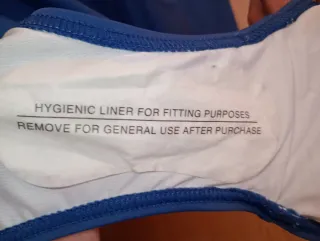 HYGIENIC LINER FOR FITTING PURPOSES
REMOVE FOR GENERAL USE AFTER PURCHASE